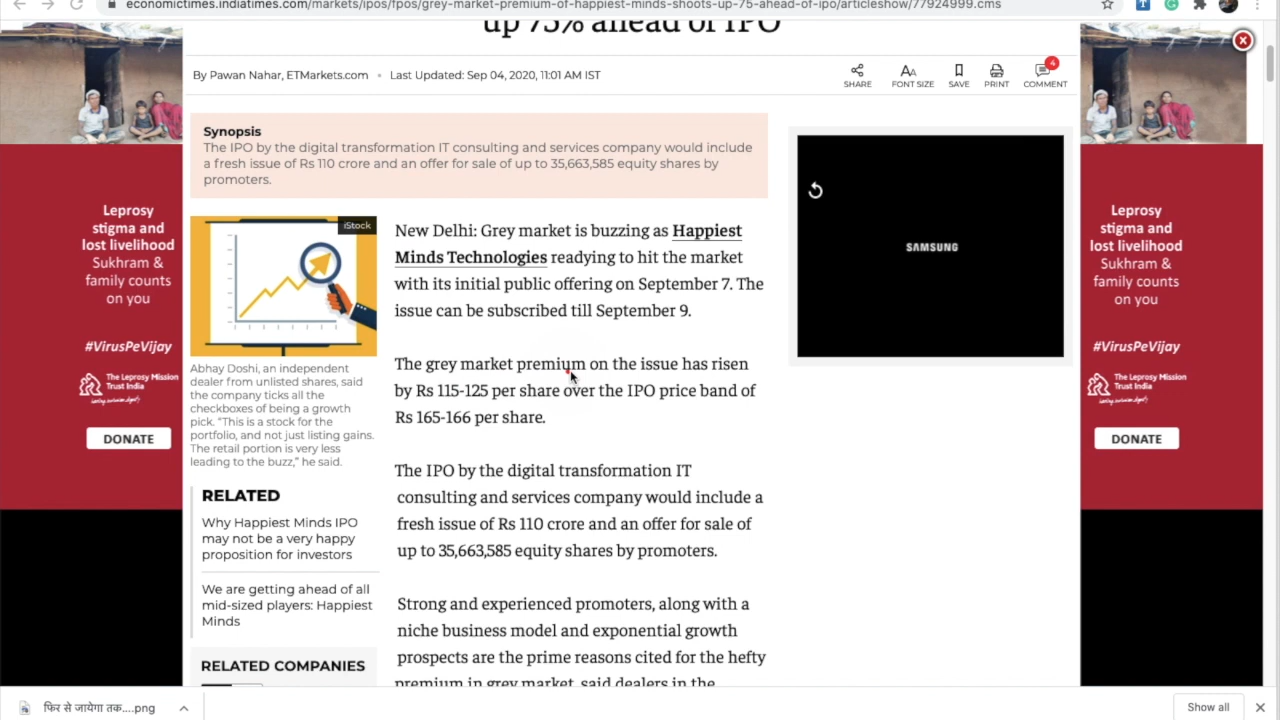 economictimes.indiatimes.com/markets/ipos/fpos/grey-market-premium-of-happiest-minds-shoots-up-75-ahead-of-ipo/articleshow/77924999.cms
up 75% ahead of IPO
By Pawan Nahar, ETMarkets.com • Last Updated: Sep 04, 2020, 11:01 AM IST
SHARE
FONT SIZE
SAVE
PRINT
4
COMMENT
Synopsis
The IPO by the digital transformation IT consulting and services company would include
a fresh issue of Rs 110 crore and an offer for sale of up to 35,663,585 equity shares by
promoters.
iStock
Abhay Doshi, an independent
dealer from unlisted shares, said
the company ticks all the
checkboxes of being a growth
pick. “This is a stock for the
portfolio, and not just listing gains.
The retail portion is very less
leading to the buzz,” he said.
RELATED
Why Happiest Minds IPO
may not be a very happy
proposition for investors
We are getting ahead of all
mid-sized players: Happiest
Minds
RELATED COMPANIES
New Delhi: Grey market is buzzing as Happiest
Minds Technologies readying to hit the market
with its initial public offering on September 7. The
issue can be subscribed till September 9.
The grey market premium on the issue has risen
by Rs 115-125 per share over the IPO price band of
Rs 165-166 per share.
The IPO by the digital transformation IT
consulting and services company would include a
fresh issue of Rs 110 crore and an offer for sale of
up to 35,663,585 equity shares by promoters.
Strong and experienced promoters, along with a
niche business model and exponential growth
prospects are the prime reasons cited for the hefty
premium in grey market, said dealers in the
SAMSUNG
Leprosy
stigma and
lost livelihood
Sukhram &
family counts
on you
#VirusPeVijay
The Leprosy Mission
Trust India
DONATE
Leprosy
stigma and
lost livelihood
Sukhram &
family counts
on you
#VirusPeVijay
The Leprosy Mission
Trust India
DONATE
फिर से जायेगा तक....png
Show all